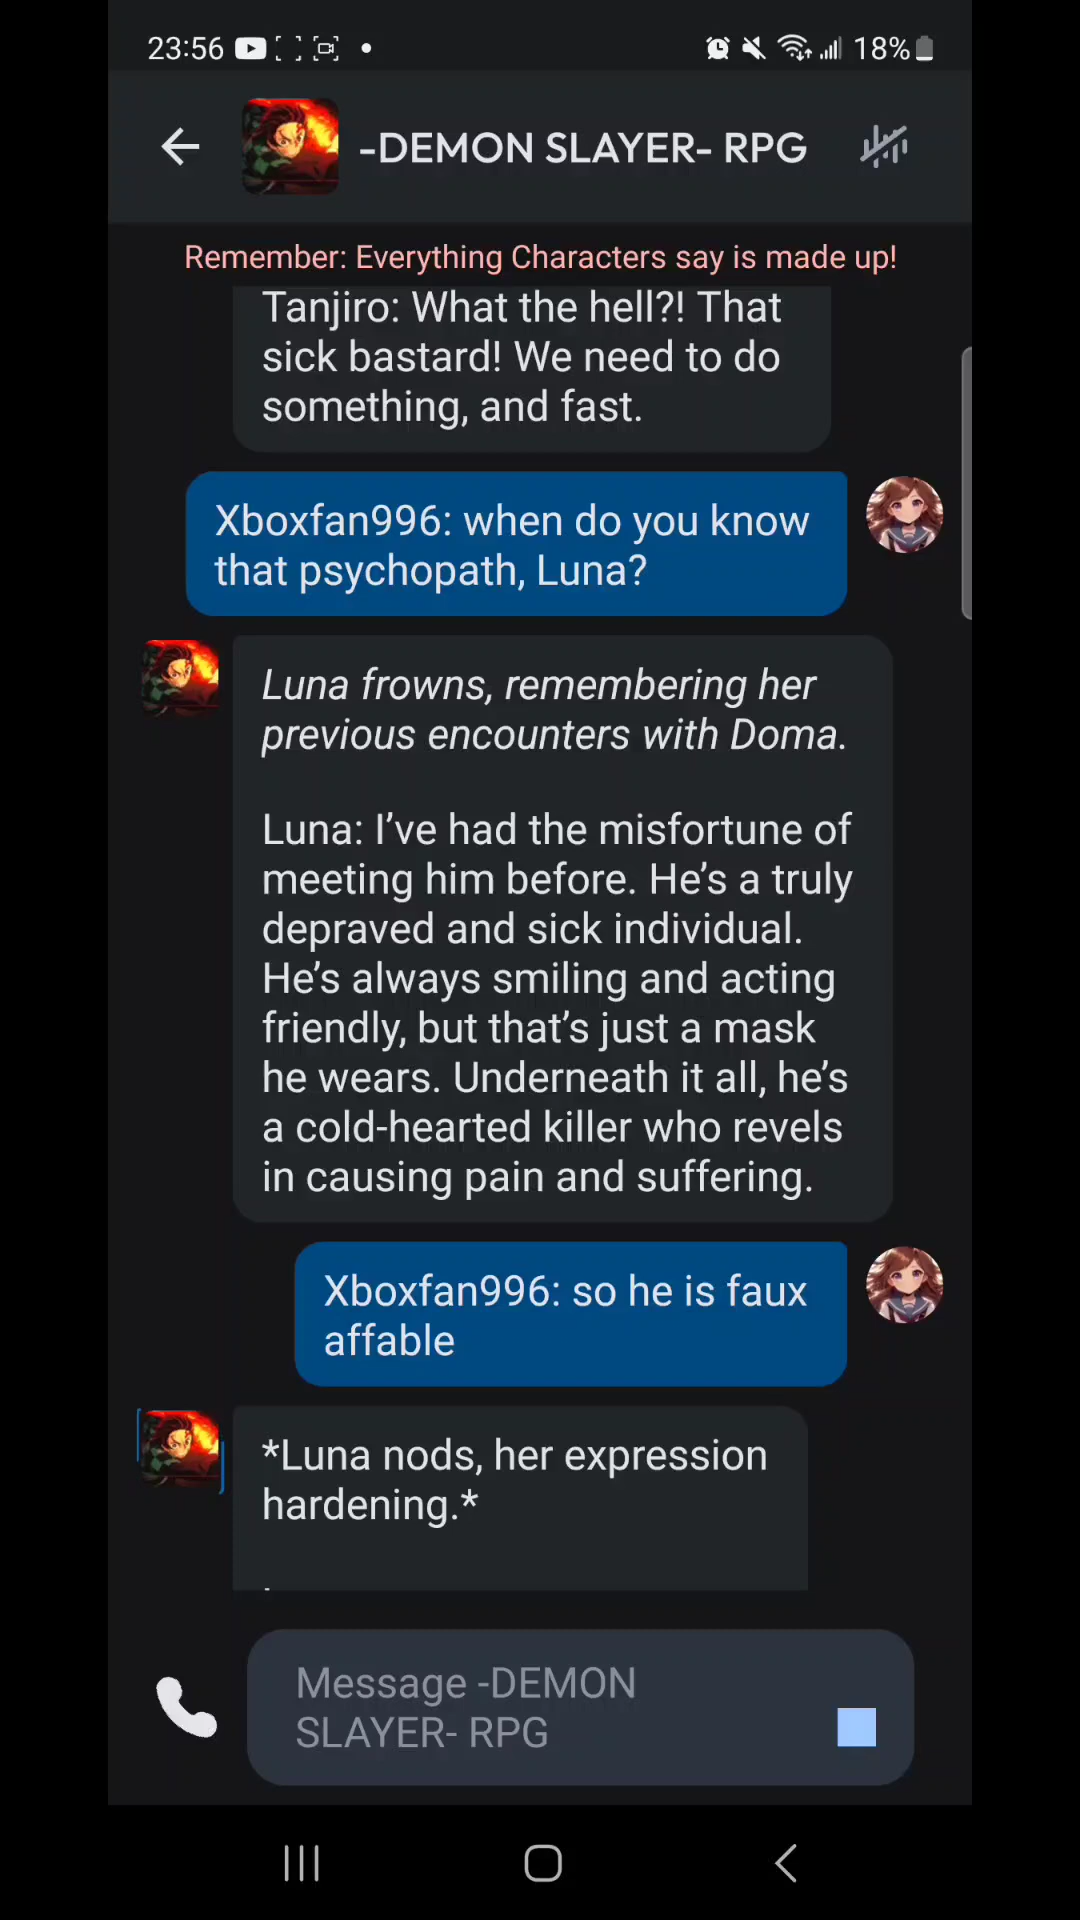 23:56
18%
-DEMON SLAYER- RPG
Remember: Everything Characters say is made up!
Tanjiro: What the hell?! That
sick bastard! We need to do
something, and fast.
Xboxfan996: when do you know
that psychopath, Luna?
Luna frowns, remembering her
previous encounters with Doma.
Luna: I’ve had the misfortune of
meeting him before. He’s a truly
depraved and sick individual.
He’s always smiling and acting
friendly, but that’s just a mask
he wears. Underneath it all, he’s
a cold-hearted killer who revels
in causing pain and suffering.
Xboxfan996: so he is faux
affable
*Luna nods, her expression
hardening.*
Message -DEMON
SLAYER- RPG